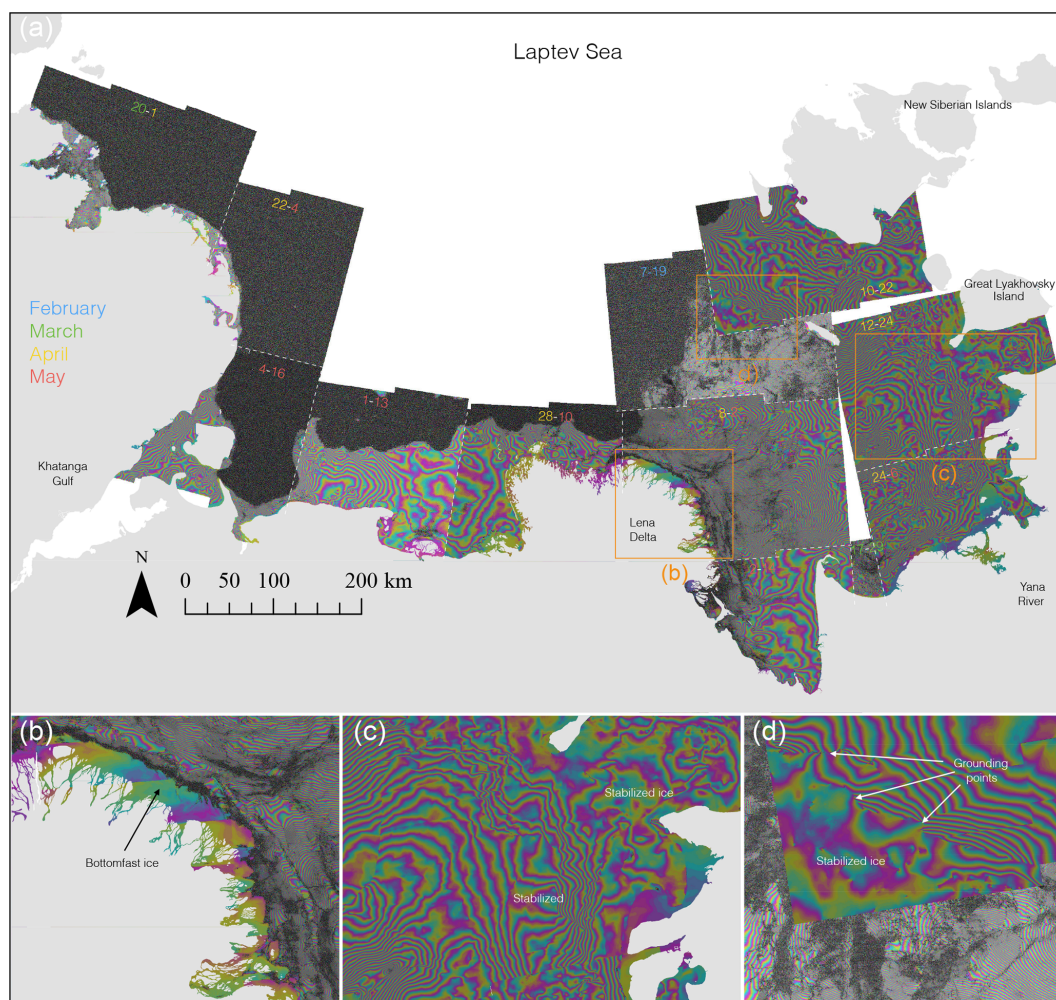 (a)
Laptev Sea
20-1
New Siberian Islands
22-4
7-19
10-22
Great Lyakhovsky
Island
12-24
February
March
April
May
4-16
1-13
28-10
8-
(d)
(c)
24-
Khatanga
Gulf
Lena
Delta
(b)
Yana
River
N
0 50 100 200 km
(b)
Bottomfast ice
(c)
Stabilized ice
Stabilized
(d)
Grounding
points
Stabilized ice